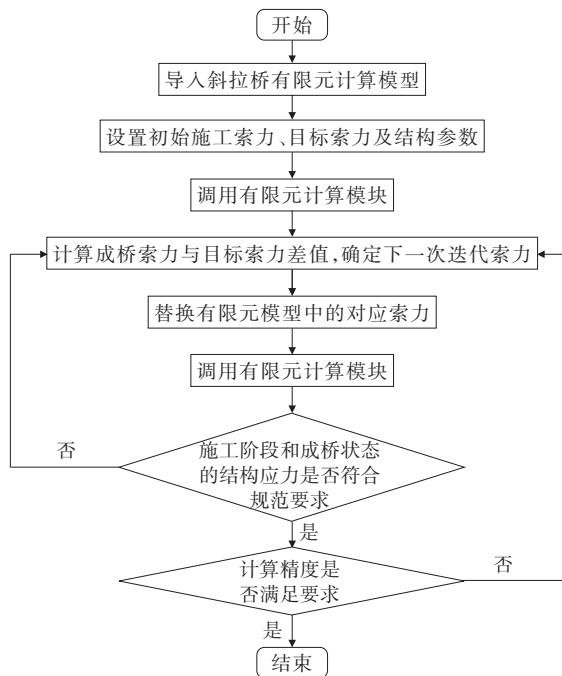 开始
导入斜拉桥有限元计算模型
设置初始施工索力、目标索力及结构参数
调用有限元计算模块
计算成桥索力与目标索力差值,确定下一次迭代索力
替换有限元模型中的对应索力
调用有限元计算模块
否
施工阶段和成桥状态
的结构应力是否符合
规范要求
是
计算精度是
否满足要求
否
是
结束